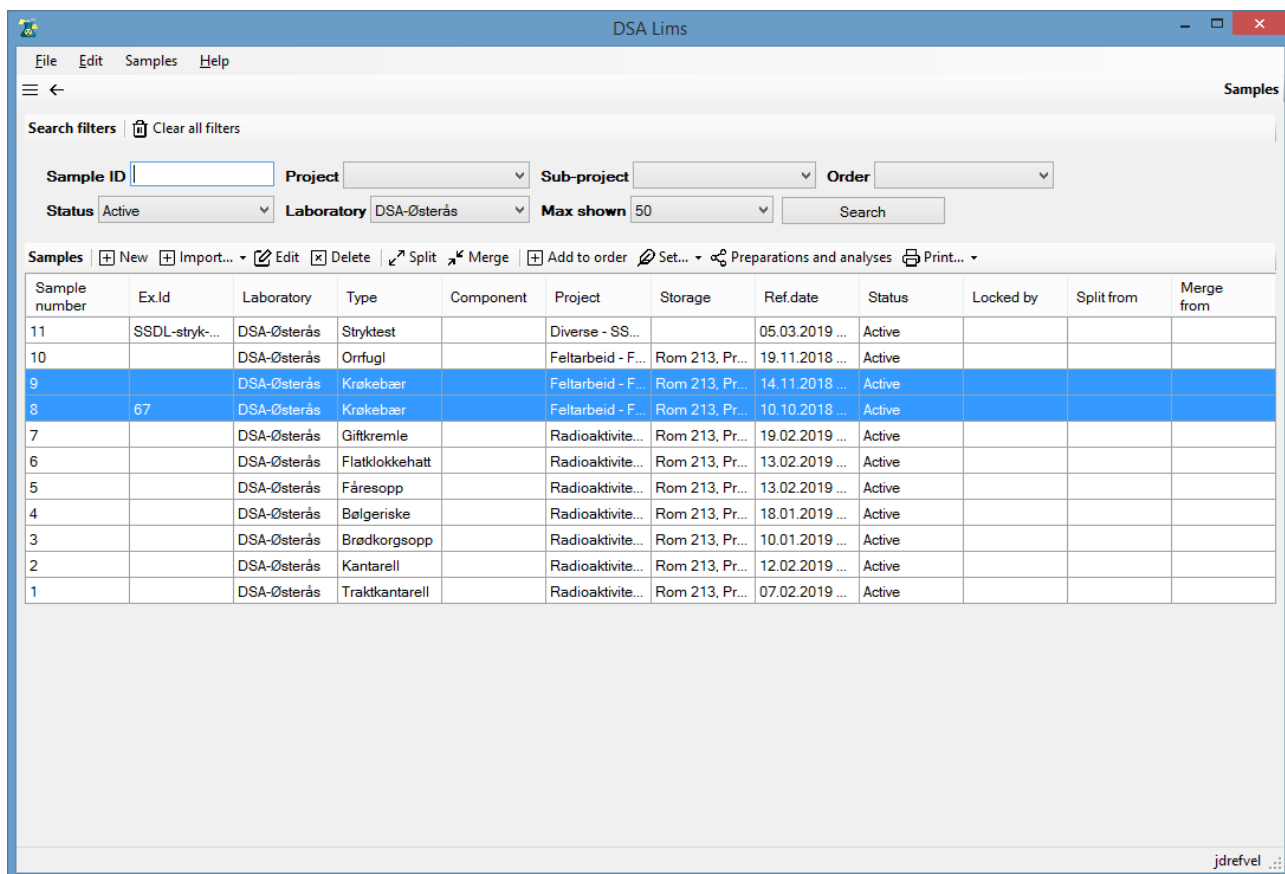 DSA Lims
File Edit Samples Help
Samples
Search filters Clear all filters
Sample ID Project Sub-project Order
Status Active Laboratory DSA-Østerås Max shown 50 Search
Samples New Import... Edit Delete Split Merge Add to order Set... Preparations and analyses Print...
Sample number Ex.Id Laboratory Type Component Project Storage Ref.date Status Locked by Split from Merge from
11 SSDL-stryk-... DSA-Østerås Stryktest Diverse - SS... 05.03.2019 ... Active
10 DSA-Østerås Orrfugl Feltarbeid - F... Rom 213, Pr... 19.11.2018 ... Active
9 DSA-Østerås Krøkebær Feltarbeid - F... Rom 213, Pr... 14.11.2018 ... Active
8 67 DSA-Østerås Krøkebær Feltarbeid - F... Rom 213, Pr... 10.10.2018 ... Active
7 DSA-Østerås Giftkremle Radioaktivite... Rom 213, Pr... 19.02.2019 ... Active
6 DSA-Østerås Flatklokkehatt Radioaktivite... Rom 213, Pr... 13.02.2019 ... Active
5 DSA-Østerås Fåresopp Radioaktivite... Rom 213, Pr... 13.02.2019 ... Active
4 DSA-Østerås Bølgeriske Radioaktivite... Rom 213, Pr... 18.01.2019 ... Active
3 DSA-Østerås Brødkorgsopp Radioaktivite... Rom 213, Pr... 10.01.2019 ... Active
2 DSA-Østerås Kantarell Radioaktivite... Rom 213, Pr... 12.02.2019 ... Active
1 DSA-Østerås Traktkantarell Radioaktivite... Rom 213, Pr... 07.02.2019 ... Active
jdrefvel